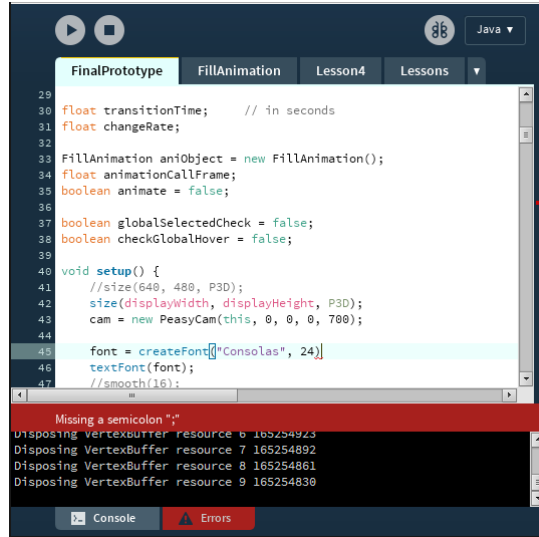 Java ▼
FinalPrototype FillAnimation Lesson4 Lessons ▼
29
30 float transitionTime; // in seconds
31 float changeRate;
32
33 FillAnimation aniObject = new FillAnimation();
34 float animationCallFrame;
35 boolean animate = false;
36
37 boolean globalSelectedCheck = false;
38 boolean checkGlobalHover = false;
39
40 void setup() {
41 //size(640, 480, P3D);
42 size(displayWidth, displayHeight, P3D);
43 cam = new PeasyCam(this, 0, 0, 0, 700);
44
45 font = createFont("Consolas", 24)
46 textFont(font);
47 //smooth(16);
Missing a semicolon ";"
Disposing VertexBuffer resource 6 165254923
Disposing VertexBuffer resource 7 165254892
Disposing VertexBuffer resource 8 165254861
Disposing VertexBuffer resource 9 165254830
Console Errors